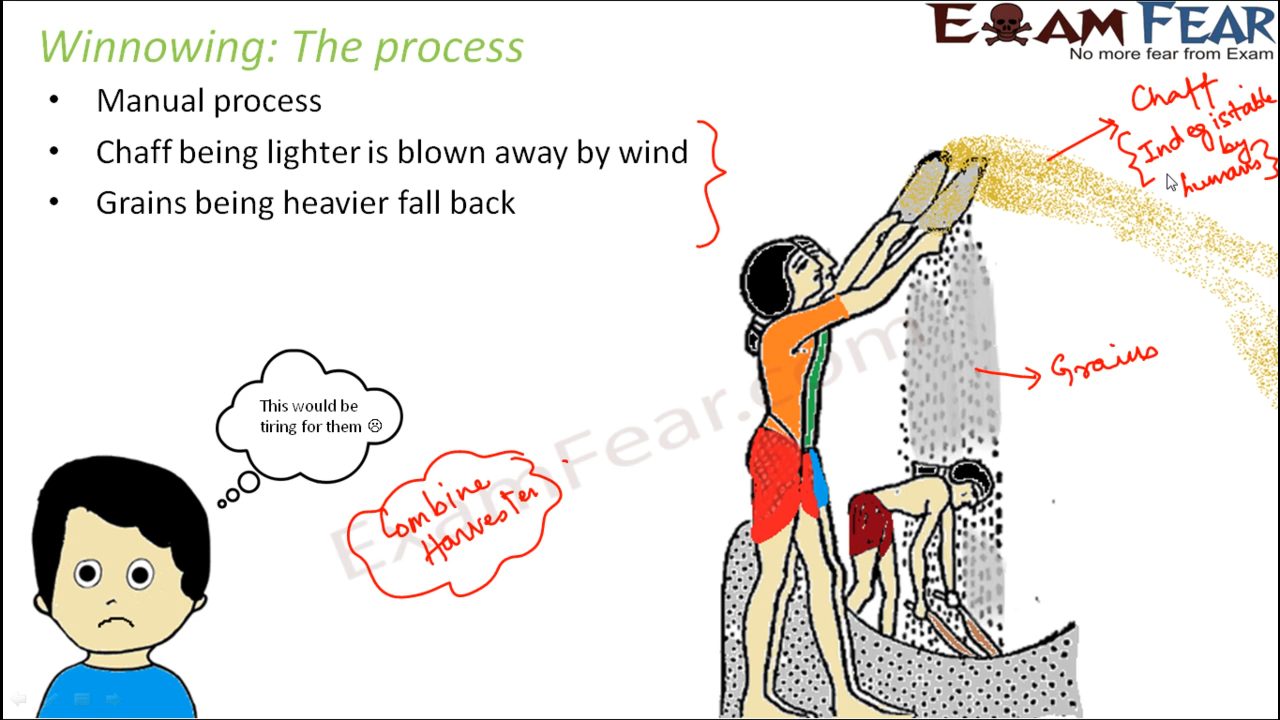 Winnowing: The process
EXAM FEAR
No more fear from Exam
• Manual process
• Chaff being lighter is blown away by wind
• Grains being heavier fall back
Chaff
{Indegistable
by
humans}
Grains
This would be
tiring for them ☹
Combine
Harvester
ExamFear.com